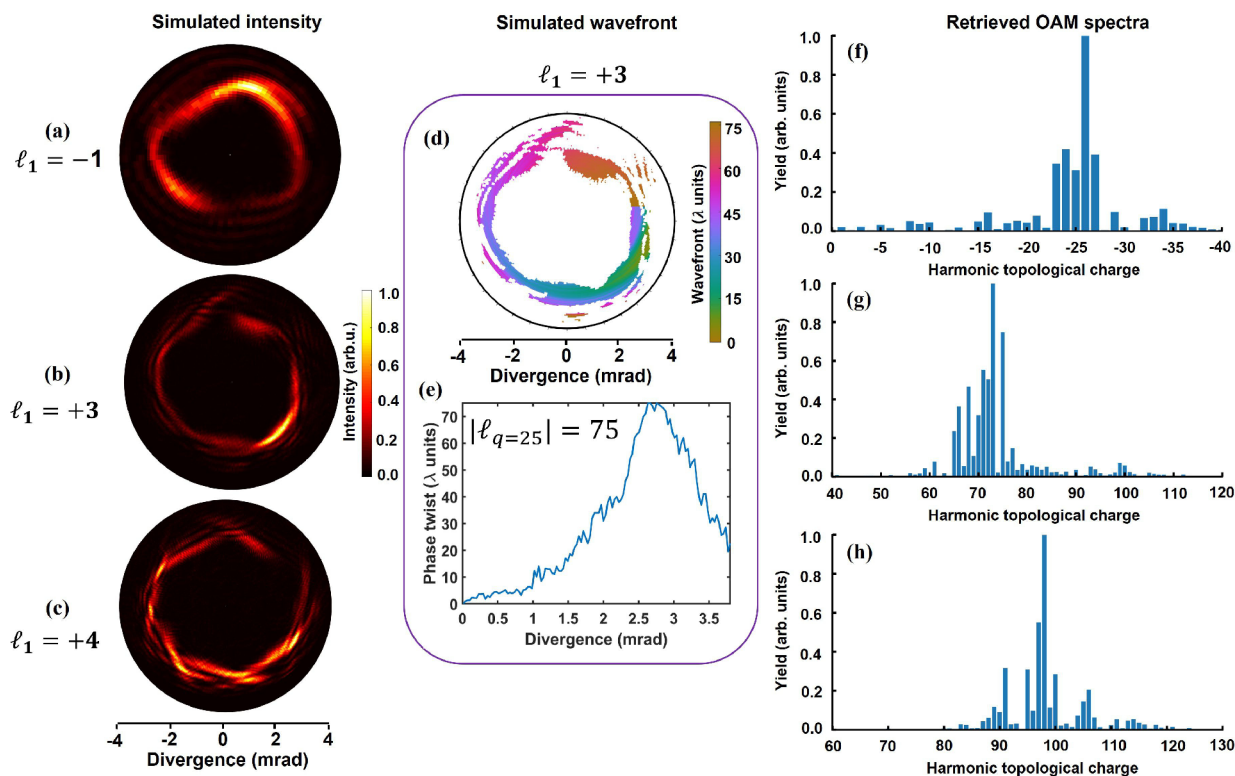 Simulated intensity
(a)
ℓ₁ = −1
(b)
ℓ₁ = +3
(c)
ℓ₁ = +4
1.0
0.8
0.6
0.4
0.2
0.0
Intensity (arb.u.)
-4 -2 0 2 4
Divergence (mrad)
Simulated wavefront
ℓ₁ = +3
(d)
75
60
45
30
15
0
Wavefront (λ units)
-4 -2 0 2 4
Divergence (mrad)
(e)
|ℓq=25| = 75
70
60
50
40
30
20
10
0
Phase twist (λ units)
0 0.5 1 1.5 2 2.5 3 3.5
Divergence (mrad)
Retrieved OAM spectra
(f)
1.0
0.8
0.6
0.4
0.2
0.0
Yield (arb. units)
0 -5 -10 -15 -20 -25 -30 -35 -40
Harmonic topological charge
(g)
1.0
0.8
0.6
0.4
0.2
0.0
Yield (arb. units)
40 50 60 70 80 90 100 110 120
Harmonic topological charge
(h)
1.0
0.8
0.6
0.4
0.2
0.0
Yield (arb. units)
60 70 80 90 100 110 120 130
Harmonic topological charge